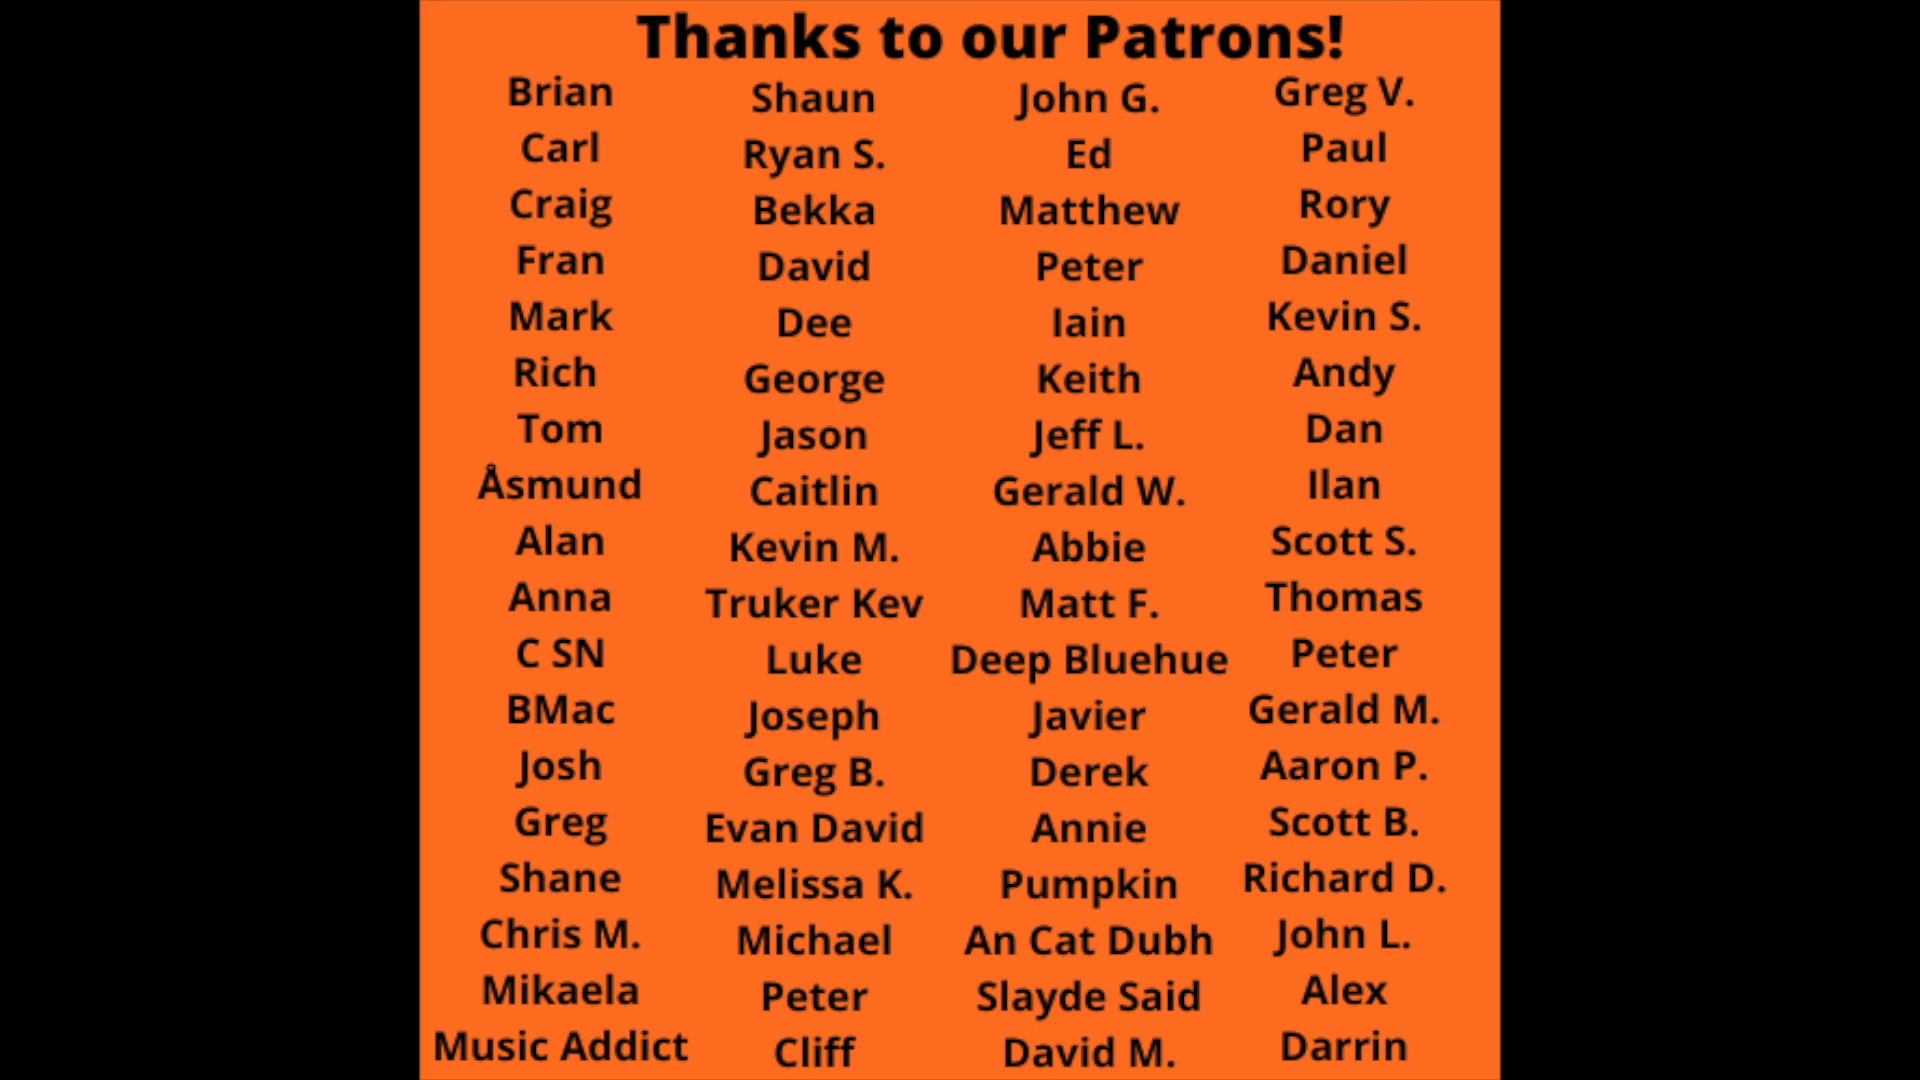 Thanks to our Patrons!
Brian
Carl
Craig
Fran
Mark
Rich
Tom
Åsmund
Alan
Anna
C SN
BMac
Josh
Greg
Shane
Chris M.
Mikaela
Music Addict
Shaun
Ryan S.
Bekka
David
Dee
George
Jason
Caitlin
Kevin M.
Truker Kev
Luke
Joseph
Greg B.
Evan David
Melissa K.
Michael
Peter
Cliff
John G.
Ed
Matthew
Peter
Iain
Keith
Jeff L.
Gerald W.
Abbie
Matt F.
Deep Bluehue
Javier
Derek
Annie
Pumpkin
An Cat Dubh
Slayde Said
David M.
Greg V.
Paul
Rory
Daniel
Kevin S.
Andy
Dan
Ilan
Scott S.
Thomas
Peter
Gerald M.
Aaron P.
Scott B.
Richard D.
John L.
Alex
Darrin